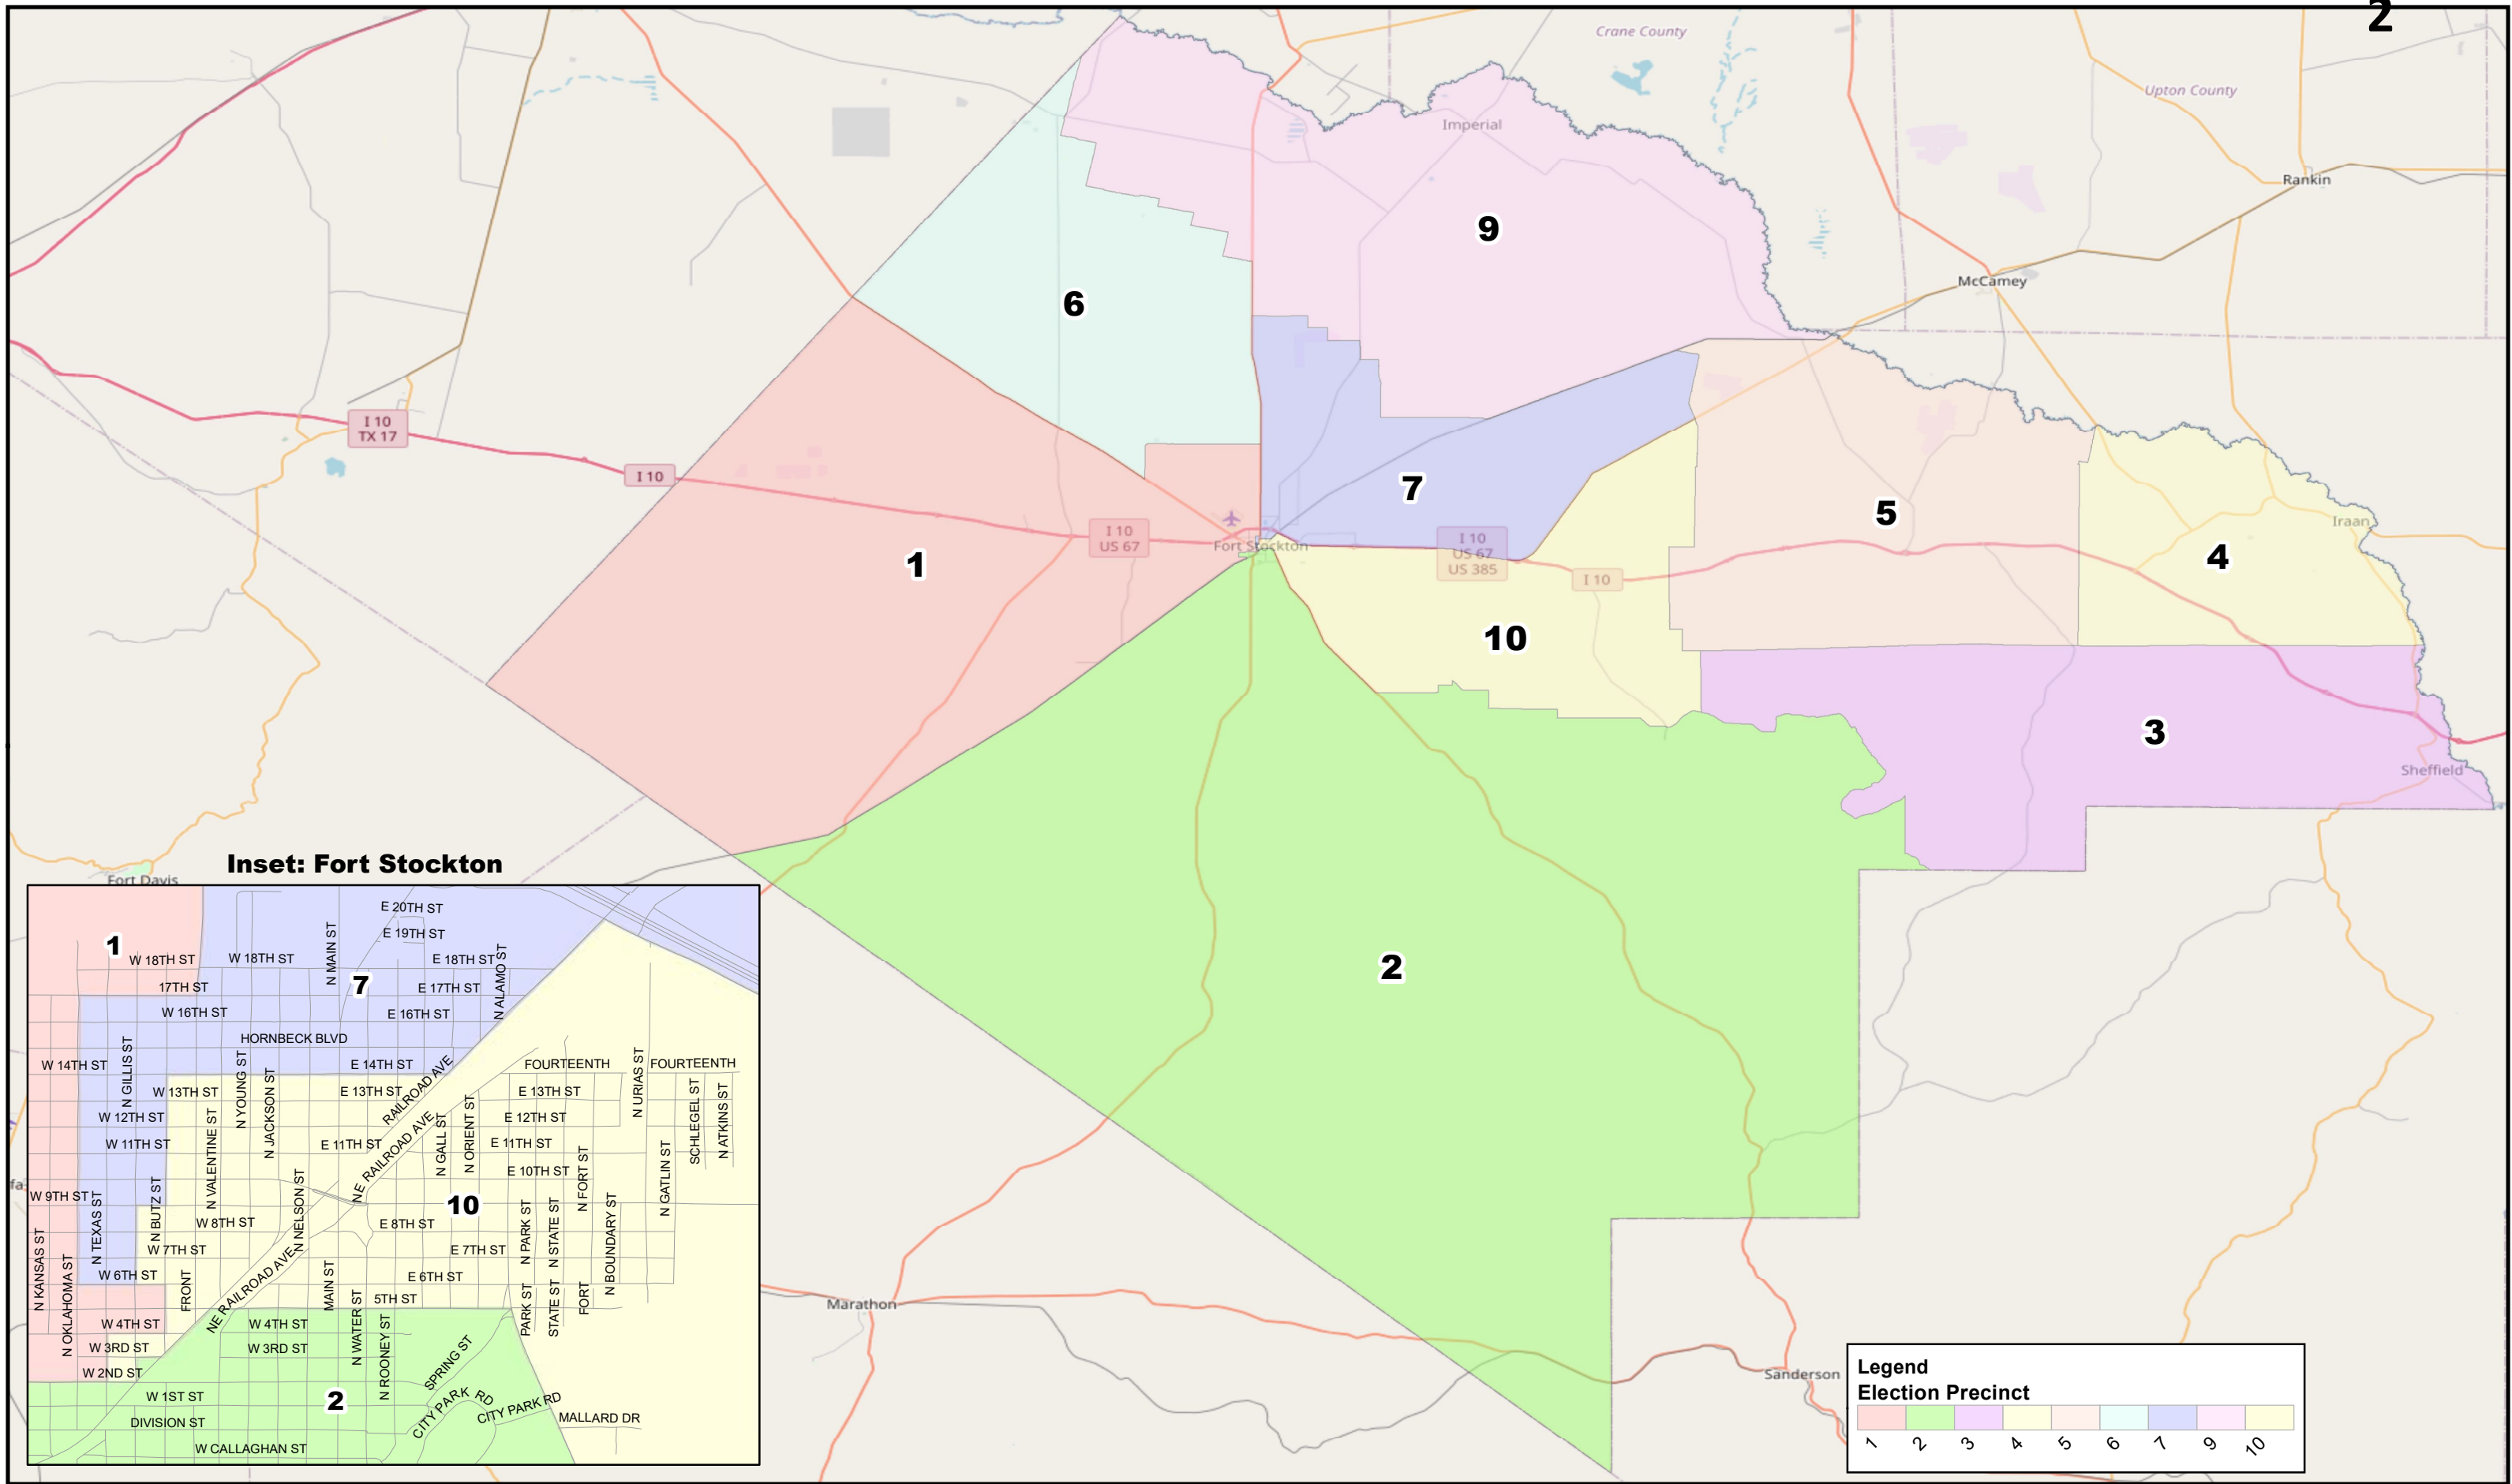 2
Crane County
Upton County
Imperial
Rankin
McCamey
9
6
I 10
TX 17
I 10
7
5
I 10
US 67
Fort Stockton
I 10
US 67
US 385
I 10
Iraan
4
1
10
3
Sheffield
2
Fort Davis
Marathon
Sanderson
Inset: Fort Stockton
E 20TH ST
E 19TH ST
1
N MAIN ST
W 18TH ST
W 18TH ST
E 18TH ST
N ALAMO ST
7
17TH ST
E 17TH ST
W 16TH ST
E 16TH ST
HORNBECK BLVD
W 14TH ST
N GILLIS ST
E 14TH ST
RAILROAD AVE
FOURTEENTH
FOURTEENTH
N URIAS ST
N YOUNG ST
N JACKSON ST
W 13TH ST
E 13TH ST
E 13TH ST
SCHLEGEL ST
N ATKINS ST
W 12TH ST
N VALENTINE ST
E 12TH ST
W 11TH ST
E 11TH ST
NE RAILROAD AVE
N GALL ST
N ORIENT ST
E 11TH ST
E 10TH ST
N FORT ST
N GATLIN ST
W 9TH ST
N TEXAS ST
N BUTZ ST
N NELSON ST
10
W 8TH ST
E 8TH ST
N PARK ST
N STATE ST
N BOUNDARY ST
N KANSAS ST
N OKLAHOMA ST
W 7TH ST
E 7TH ST
W 6TH ST
FRONT
NE RAILROAD AVE
MAIN ST
E 6TH ST
5TH ST
PARK ST
STATE ST
FORT
W 4TH ST
W 4TH ST
N WATER ST
N ROONEY ST
W 3RD ST
W 3RD ST
SPRING ST
W 2ND ST
W 1ST ST
2
CITY PARK RD
CITY PARK RD
DIVISION ST
MALLARD DR
W CALLAGHAN ST
Legend
Election Precinct
1 2 3 4 5 6 7 9 10